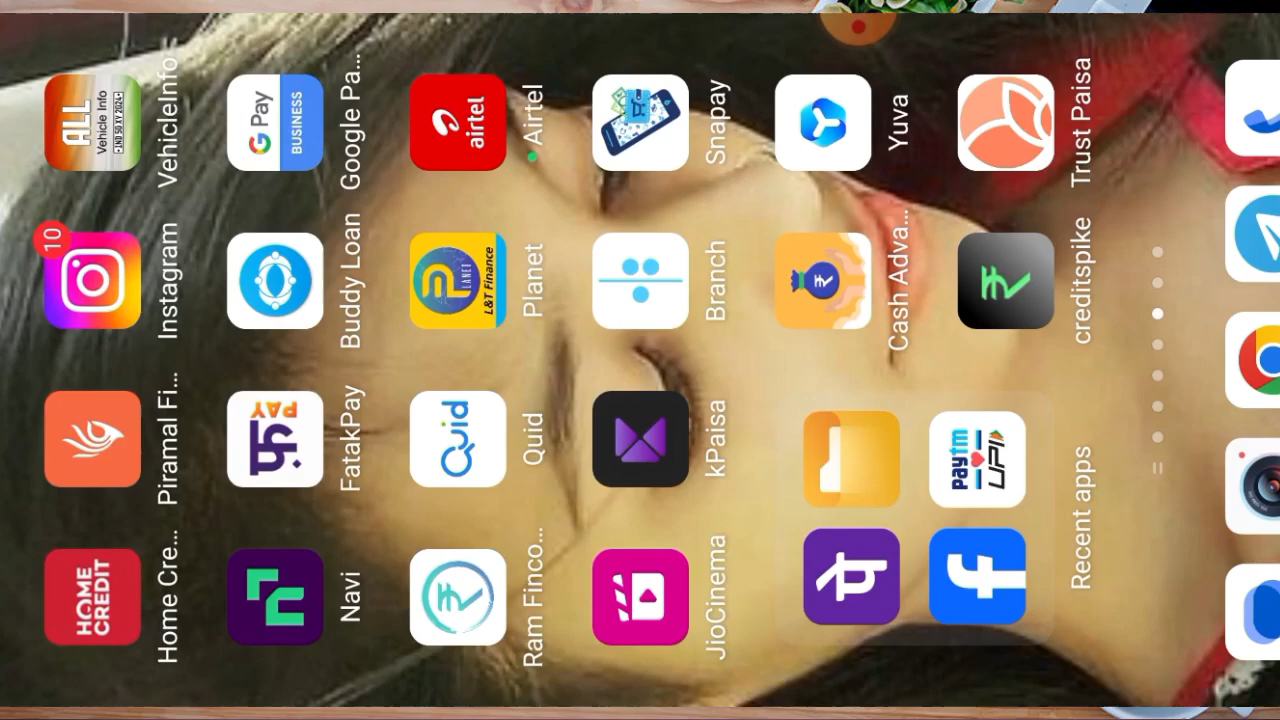 HOME
CREDIT
Home Cre...
Piramal Fi...
10
Instagram
ALL
Vehicle Info
VehicleInfo
Navi
फ PAY
FatakPay
Buddy Loan
G Pay
BUSINESS
Google Pa...
₹
Ram Finco...
Quid
Quid
PLANET
L&T Finance
Planet
airtel
Airtel
JioCinema
kPaisa
Branch
Snapay
पे
paytm
UPI
f
Recent apps
₹
Cash Adva...
Yuva
₹
creditspike
Trust Paisa